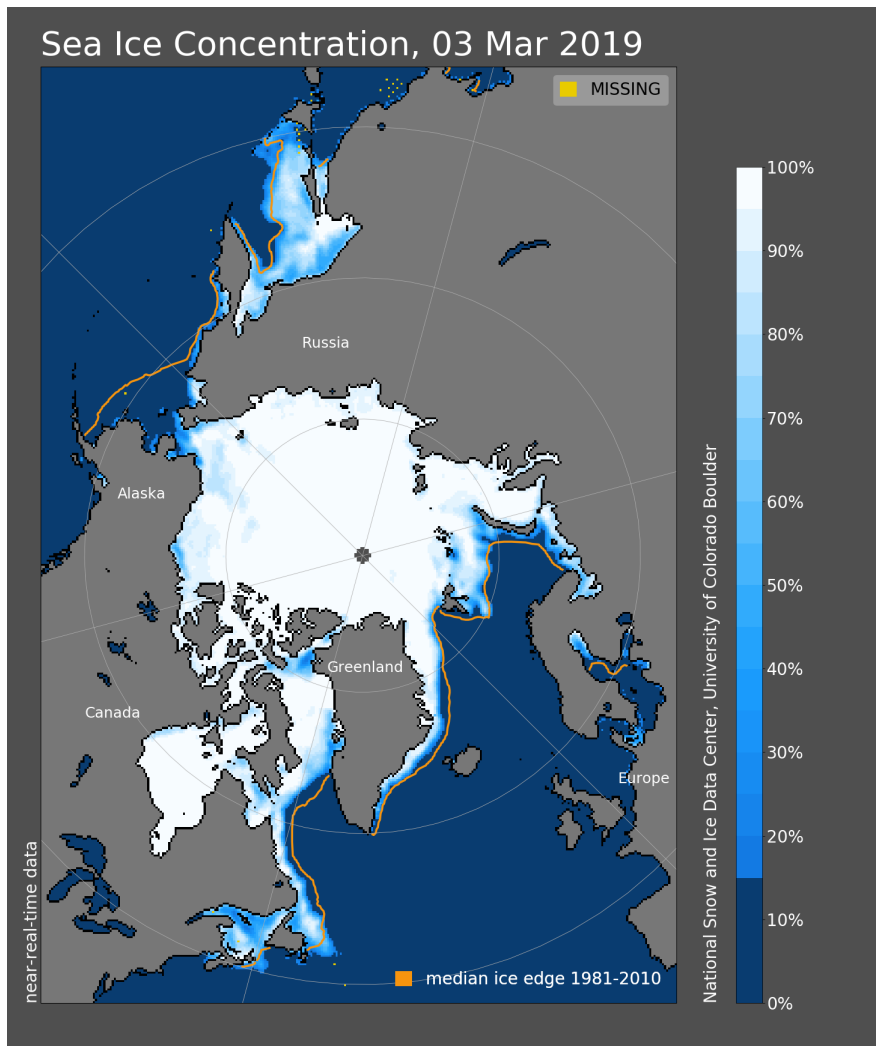 Sea Ice Concentration, 03 Mar 2019
MISSING
100%
90%
80%
70%
60%
50%
40%
30%
20%
10%
0%
Russia
Alaska
Greenland
Canada
Europe
median ice edge 1981-2010
near-real-time data
National Snow and Ice Data Center, University of Colorado Boulder